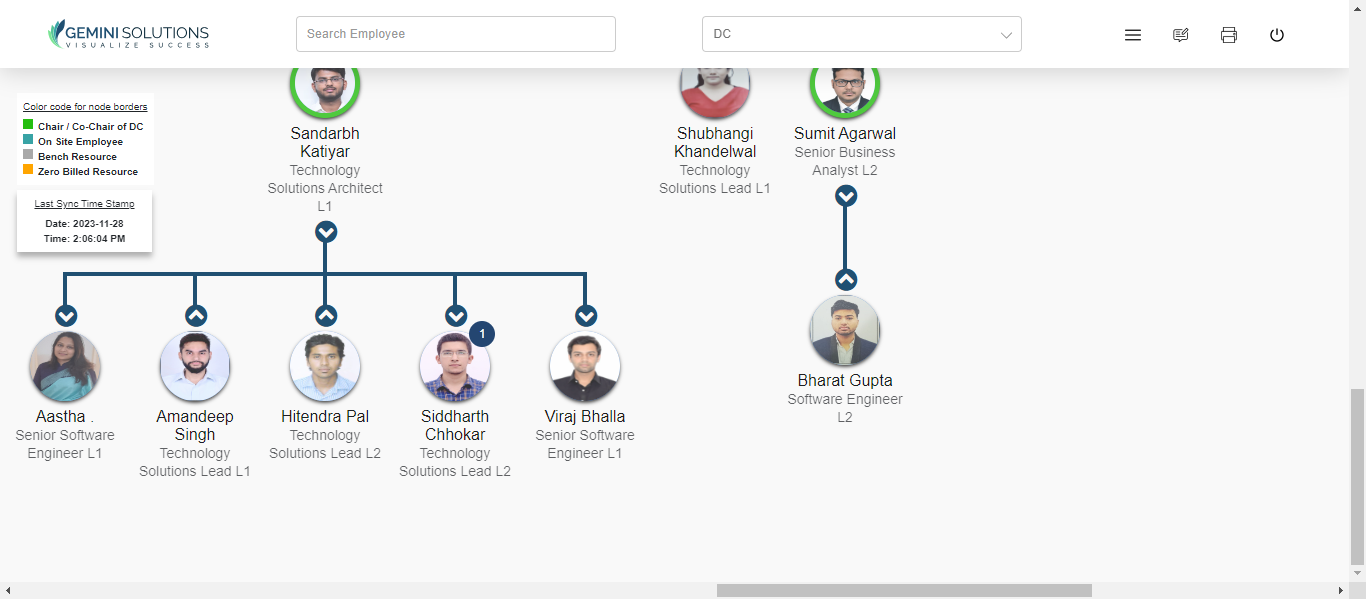 GEMINI SOLUTIONS
VISUALIZE SUCCESS
Search Employee
DC
Color code for node borders
Chair / Co-Chair of DC
On Site Employee
Bench Resource
Zero Billed Resource
Last Sync Time Stamp
Date: 2023-11-28
Time: 2:06:04 PM
Sandarbh
Katiyar
Technology
Solutions Architect
L1
Shubhangi
Khandelwal
Technology
Solutions Lead L1
Sumit Agarwal
Senior Business
Analyst L2
Aastha .
Senior Software
Engineer L1
Amandeep
Singh
Technology
Solutions Lead L1
Hitendra Pal
Technology
Solutions Lead L2
1
Siddharth
Chhokar
Technology
Solutions Lead L2
Viraj Bhalla
Senior Software
Engineer L1
Bharat Gupta
Software Engineer
L2